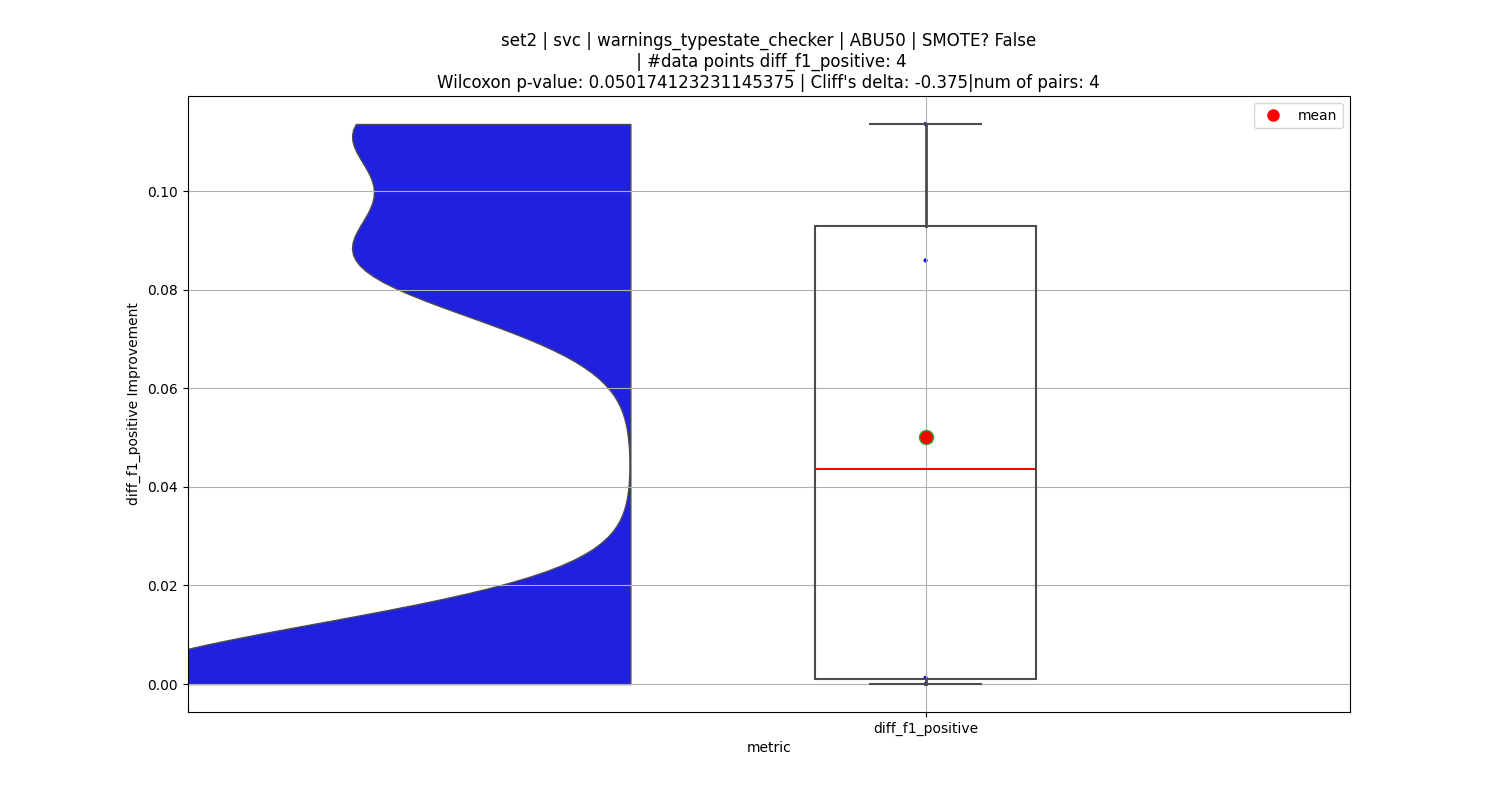 set2 | svc | warnings_typestate_checker | ABU50 | SMOTE? False
| #data points diff_f1_positive: 4
Wilcoxon p-value: 0.050174123231145375 | Cliff's delta: -0.375|num of pairs: 4
mean
0.10
0.08
0.06
0.04
0.02
0.00
diff_f1_positive Improvement
diff_f1_positive
metric